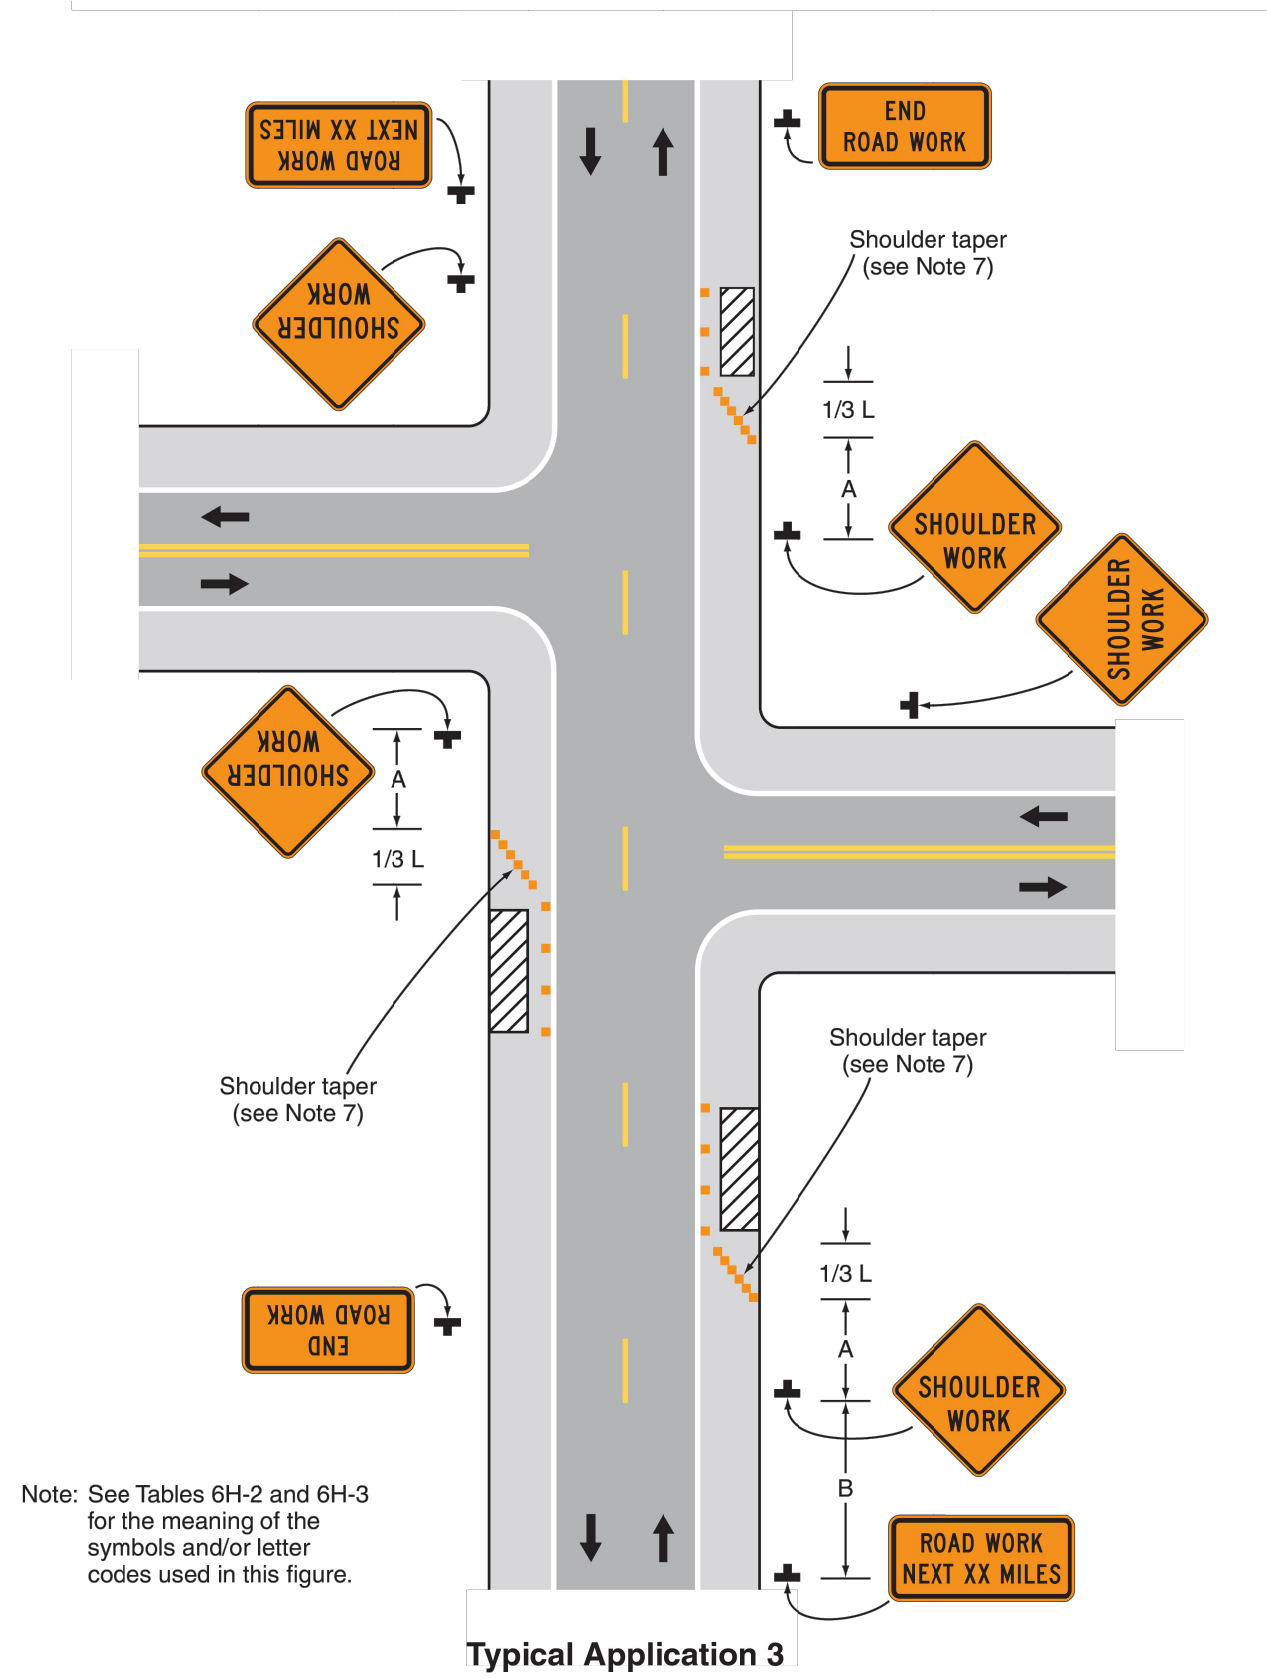 ROAD WORK
NEXT XX MILES
END
ROAD WORK
SHOULDER
WORK
Shoulder taper
(see Note 7)
1/3 L
A
SHOULDER
WORK
SHOULDER
WORK
SHOULDER
WORK
A
1/3 L
Shoulder taper
(see Note 7)
Shoulder taper
(see Note 7)
1/3 L
A
END
ROAD WORK
SHOULDER
WORK
B
ROAD WORK
NEXT XX MILES
Note: See Tables 6H-2 and 6H-3
for the meaning of the
symbols and/or letter
codes used in this figure.
Typical Application 3